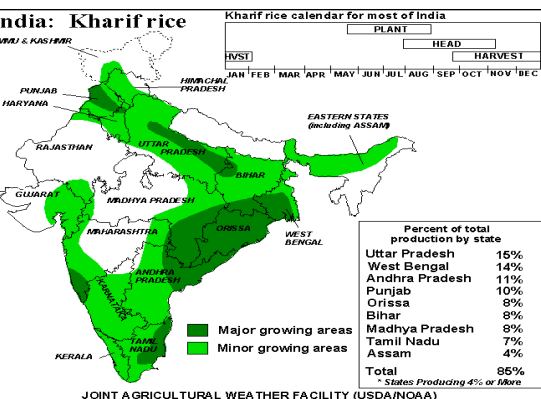 ndia: Kharif rice
Kharif rice calendar for most of India
PLANT
HEAD
HVST
HARVEST
JAN FEB MAR APR MAY JUN JUL AUG SEP OCT NOV DEC
MMU & KASHMIR
HIMACHAL
PRADESH
PUNJAB
HARYANA
EASTERN STATES
(including ASSAM)
RAJASTHAN
UTTAR
PRADESH
BIHAR
GUJARAT
MADHYA PRADESH
MAHARASHTRA
ORISSA
WEST
BENGAL
ANDHRA
PRADESH
KARNATAKA
TAMIL
NADU
KERALA
Major growing areas
Minor growing areas
Percent of total
production by state
Uttar Pradesh 15%
West Bengal 14%
Andhra Pradesh 11%
Punjab 10%
Orissa 8%
Bihar 8%
Madhya Pradesh 8%
Tamil Nadu 7%
Assam 4%
Total 85%
* States Producing 4% or More
JOINT AGRICULTURAL WEATHER FACILITY (USDA/NOAA)